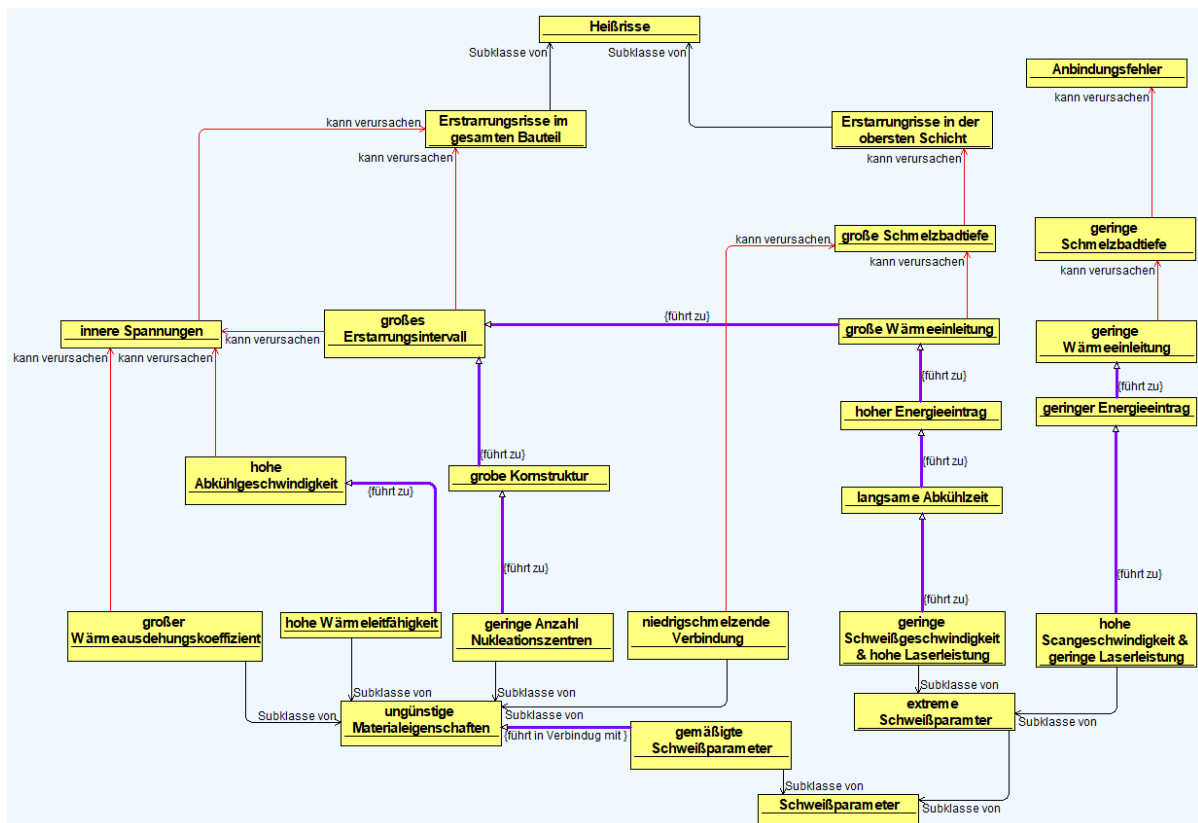 Heißrisse
Subklasse von
Subklasse von
Anbindungsfehler
kann verursachen
Erstrarrungsrisse im
gesamten Bauteil
kann verursachen
Erstarrungrisse in der
obersten Schicht
kann verursachen
kann verursachen
große Schmelzbadtiefe
kann verursachen
kann verursachen
geringe
Schmelzbadtiefe
kann verursachen
innere Spannungen
kann verursachen
großes
Erstarrungsintervall
{führt zu}
große Wärmeeinleitung
geringe
Wärmeeinleitung
kann verursachen
kann verursachen
{führt zu}
{führt zu}
hoher Energieeintrag
geringer Energieeintrag
hohe
Abkühlgeschwindigkeit
{führt zu}
{führt zu}
grobe Kornstruktur
{führt zu}
langsame Abkühlzeit
{führt zu}
{führt zu}
{führt zu}
großer
Wärmeausdehungskoeffizient
hohe Wärmeleitfähigkeit
geringe Anzahl
Nukleationszentren
niedrigschmelzende
Verbindung
geringe
Schweißgeschwindigkeit
& hohe Laserleistung
hohe
Scangeschwindigkeit &
geringe Laserleistung
Subklasse von
Subklasse von
Subklasse von
Subklasse von
Subklasse von
Subklasse von
ungünstige
Materialeigenschaften
{führt in Verbindug mit }
gemäßigte
Schweißparameter
extreme
Schweißparamter
Subklasse von
Schweißparameter
Subklasse von